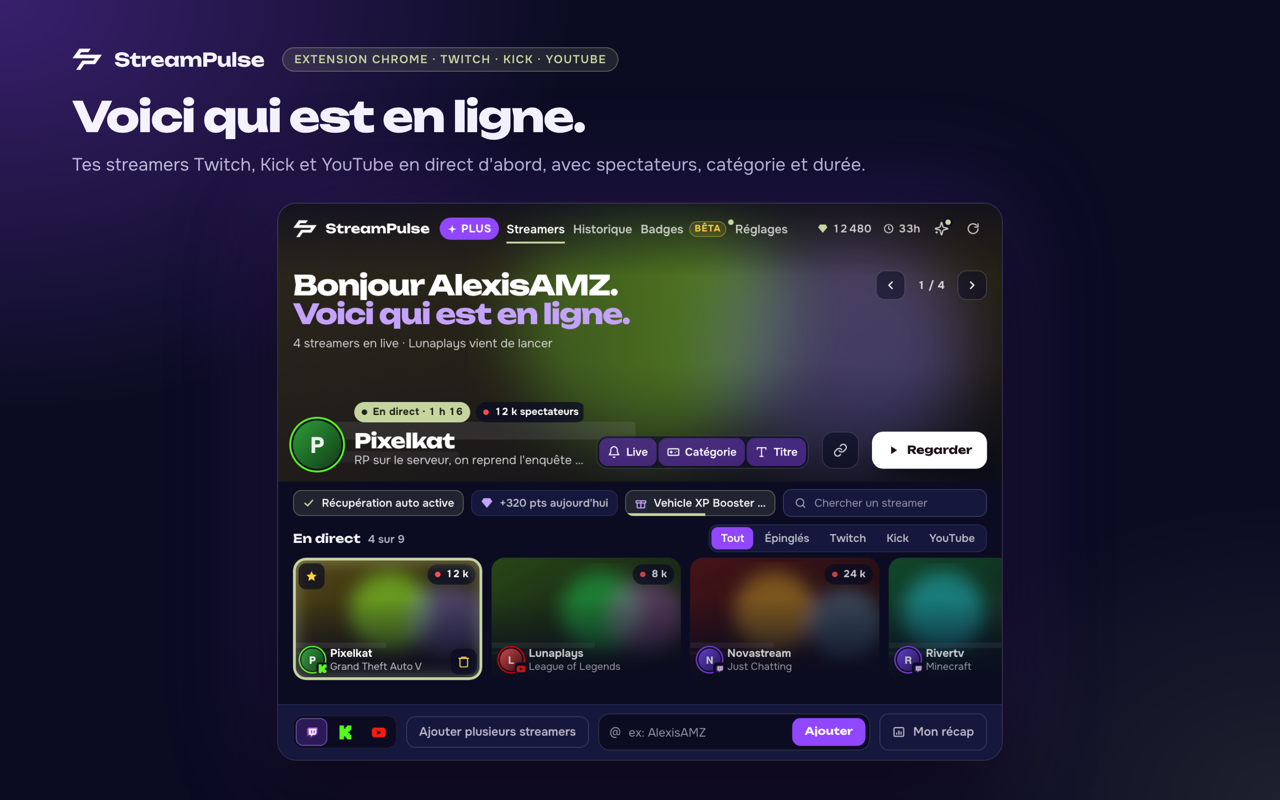 StreamPulse EXTENSION CHROME · TWITCH · KICK · YOUTUBE
Voici qui est en ligne.
Tes streamers Twitch, Kick et YouTube en direct d'abord, avec spectateurs, catégorie et durée.
StreamPulse + PLUS Streamers Historique Badges BÊTA Réglages 12 480 33h
Bonjour AlexisAMZ. 1 / 4
Voici qui est en ligne.
4 streamers en live · Lunaplays vient de lancer
En direct · 1 h 16 12 k spectateurs
P Pixelkat
RP sur le serveur, on reprend l'enquête ... Live Catégorie Titre Regarder
Récupération auto active +320 pts aujourd'hui Vehicle XP Booster ... Chercher un streamer
En direct 4 sur 9 Tout Épinglés Twitch Kick YouTube
12 k 8 k 24 k
P Pixelkat L Lunaplays N Novastream R Rivertv
Grand Theft Auto V League of Legends Just Chatting Minecraft
Ajouter plusieurs streamers @ ex: AlexisAMZ Ajouter Mon récap